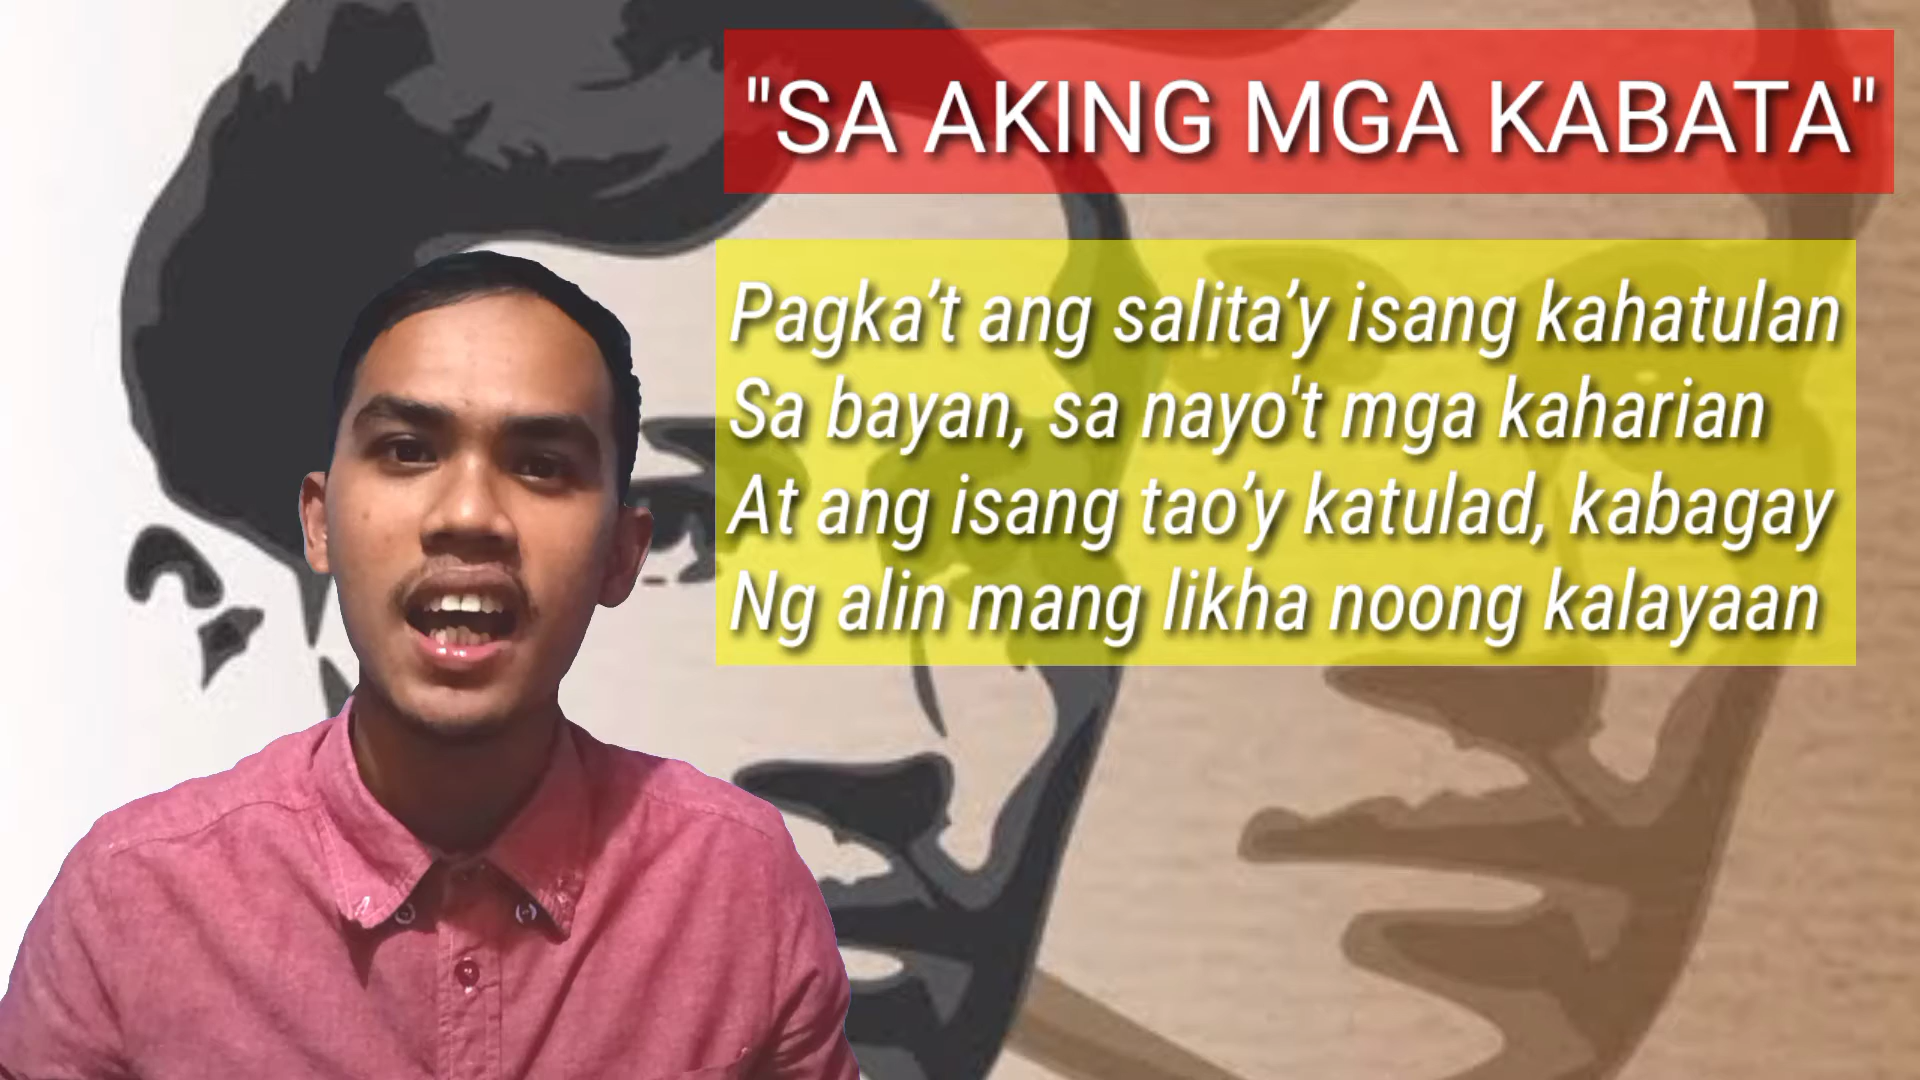 "SA AKING MGA KABATA"
Pagka’t ang salita’y isang kahatulan
Sa bayan, sa nayo't mga kaharian
At ang isang tao’y katulad, kabagay
Ng alin mang likha noong kalayaan